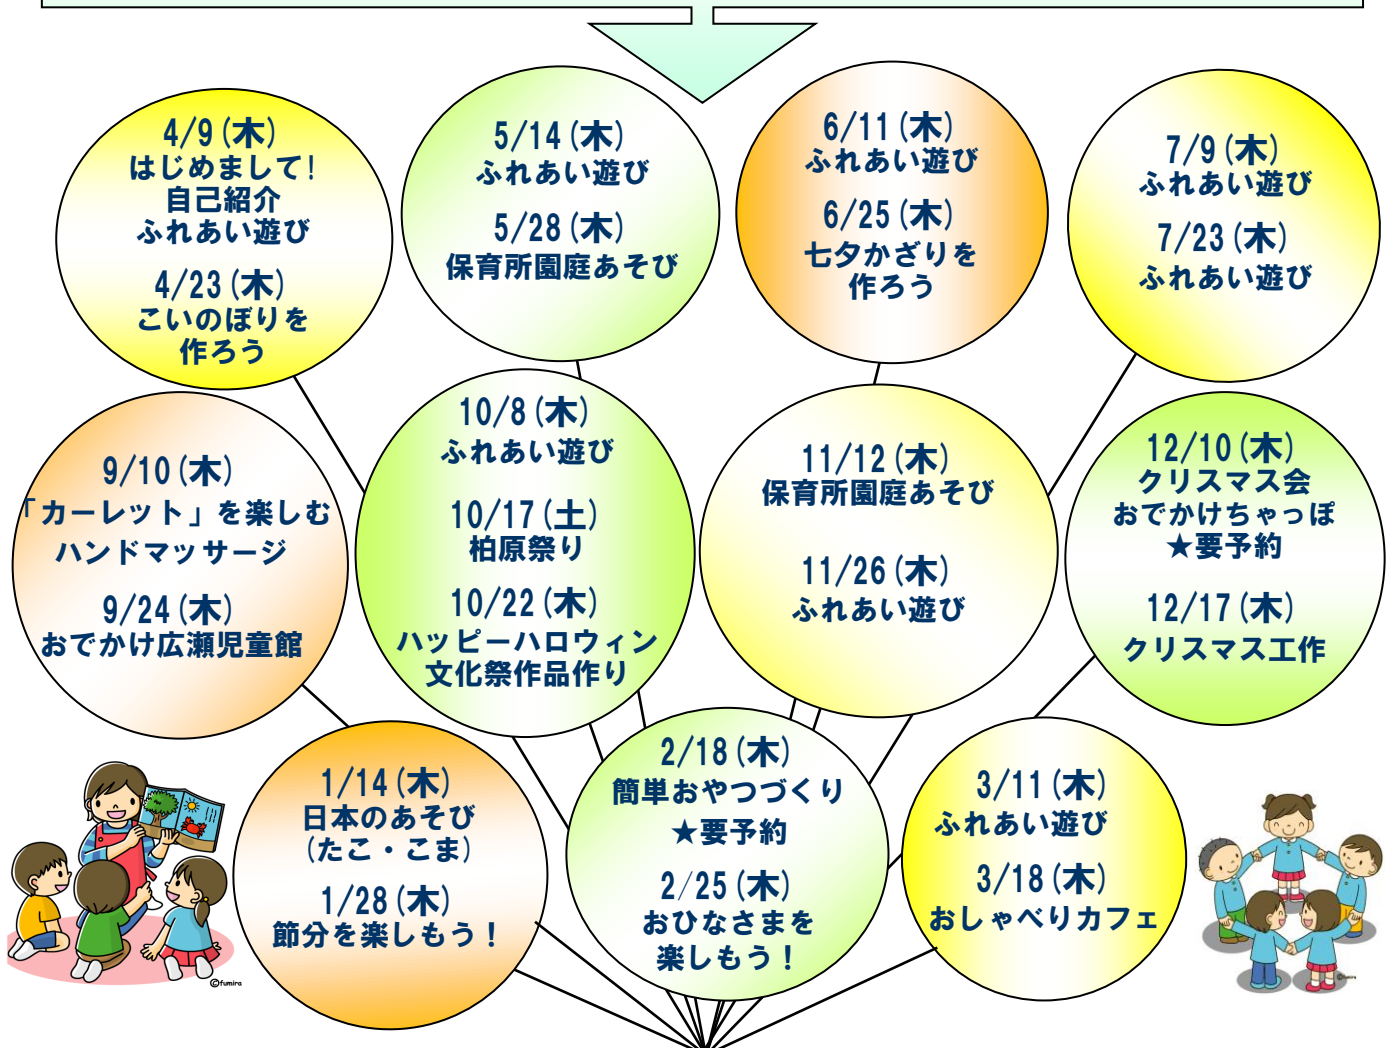 4/9(木)
はじめまして!
自己紹介
ふれあい遊び
4/23(木)
こいのぼりを
作ろう
5/14(木)
ふれあい遊び
5/28(木)
保育所園庭あそび
6/11(木)
ふれあい遊び
6/25(木)
七夕かざりを
作ろう
7/9(木)
ふれあい遊び
7/23(木)
ふれあい遊び
9/10(木)
「カーレット」を楽しむ
ハンドマッサージ
9/24(木)
おでかけ広瀬児童館
10/8(木)
ふれあい遊び
10/17(土)
柏原祭り
10/22(木)
ハッピーハロウィン
文化祭作品作り
11/12(木)
保育所園庭あそび
11/26(木)
ふれあい遊び
12/10(木)
クリスマス会
おでかけちゃっぽ
★要予約
12/17(木)
クリスマス工作
1/14(木)
日本のあそび
(たこ・こま)
1/28(木)
節分を楽しもう！
2/18(木)
簡単おやつづくり
★要予約
2/25(木)
おひなさまを
楽しもう！
3/11(木)
ふれあい遊び
3/18(木)
おしゃべりカフェ
©fumira
©fumira